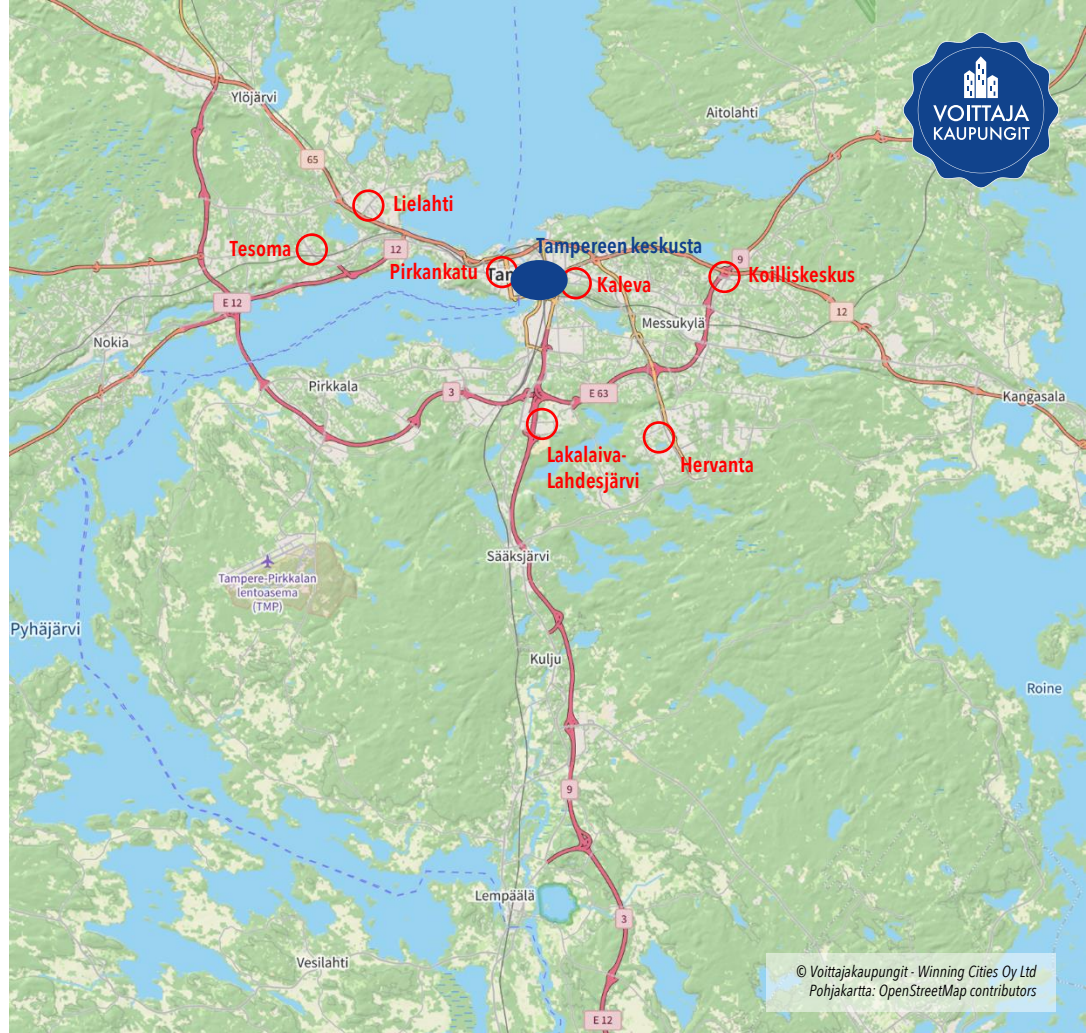 VOITTAJA
KAUPUNGIT
Ylöjärvi
Aitolahti
65
Lielahti
Tesoma
12
Tampereen keskusta
9
Pirkankatu
Tam
Kaleva
Koilliskeskus
E 12
12
Messukylä
Nokia
Pirkkala
3
E 63
Kangasala
Lakalaiva-
Lahdesjärvi
Hervanta
Sääksjärvi
Tampere-Pirkkalan
lentoasema
(TMP)
Pyhäjärvi
Kulju
Roine
9
Lempäälä
3
Vesilahti
© Voittajakaupungit - Winning Cities Oy Ltd
Pohjakartta: OpenStreetMap contributors
E 12